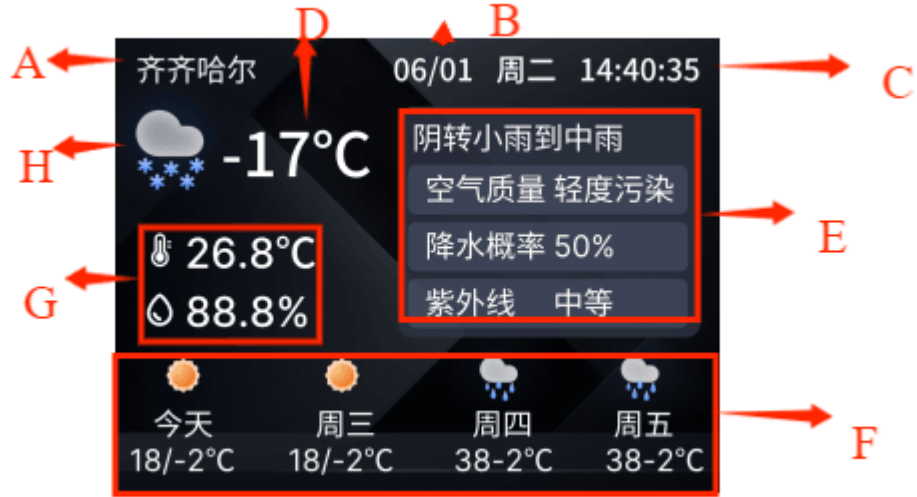 D B
A 齐齐哈尔 06/01 周二 14:40:35 C
H -17°C 阴转小雨到中雨
空气质量 轻度污染
E
G 26.8°C 降水概率 50%
88.8% 紫外线 中等
今天 周三 周四 周五 F
18/-2°C 18/-2°C 38-2°C 38-2°C